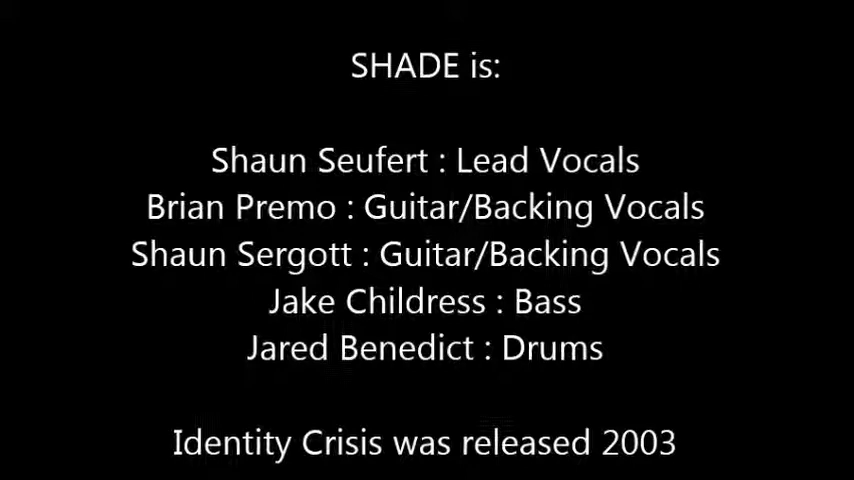 SHADE is:
Shaun Seufert : Lead Vocals
Brian Premo : Guitar/Backing Vocals
Shaun Sergott : Guitar/Backing Vocals
Jake Childress : Bass
Jared Benedict : Drums
Identity Crisis was released 2003